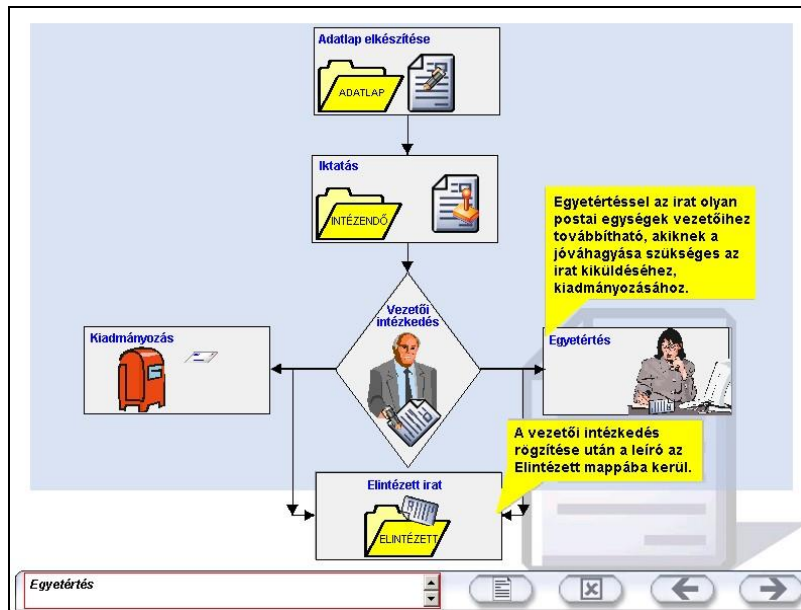 Adatlap elkészítése
ADATLAP
Iktatás
INTÉZENDŐ
Egyetértéssel az irat olyan
postai egységek vezetőihez
továbbítható, akiknek a
jóváhagyása szükséges az
irat kiküldéséhez,
kiadmányozásához.
Vezetői
intézkedés
Kiadmányozás
Egyetértés
A vezetői intézkedés
rögzítése után a leíró az
Elintézett mappába kerül.
Elintézett irat
ELINTÉZETT
Egyetértés